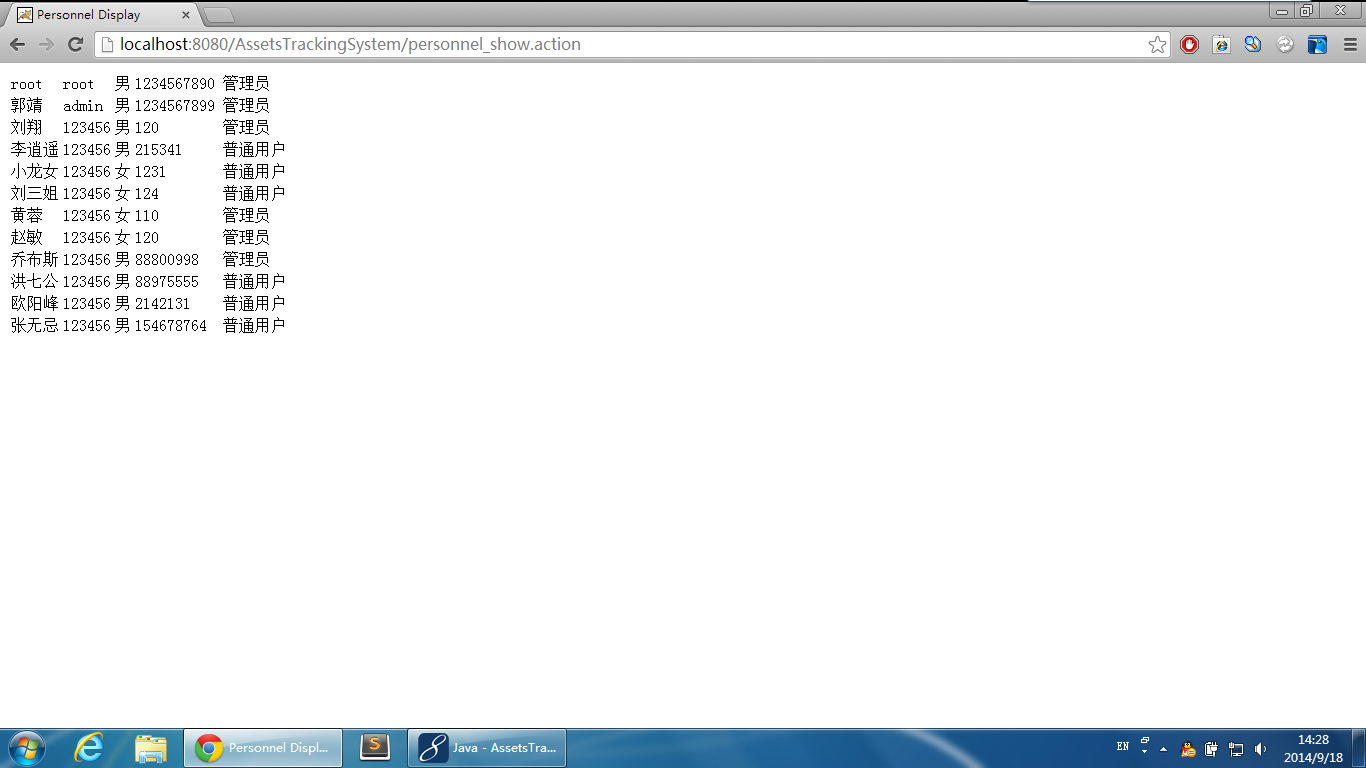 Personnel Display
localhost:8080/AssetsTrackingSystem/personnel_show.action
root root 男 1234567890 管理员
郭靖 admin 男 1234567899 管理员
刘翔 123456 男 120 管理员
李逍遥 123456 男 215341 普通用户
小龙女 123456 女 1231 普通用户
刘三姐 123456 女 124 普通用户
黄蓉 123456 女 110 管理员
赵敏 123456 女 120 管理员
乔布斯 123456 男 88800998 管理员
洪七公 123456 男 88975555 普通用户
欧阳峰 123456 男 2142131 普通用户
张无忌 123456 男 154678764 普通用户
Personnel Displ...
Java - AssetsTra...
EN
14:28
2014/9/18